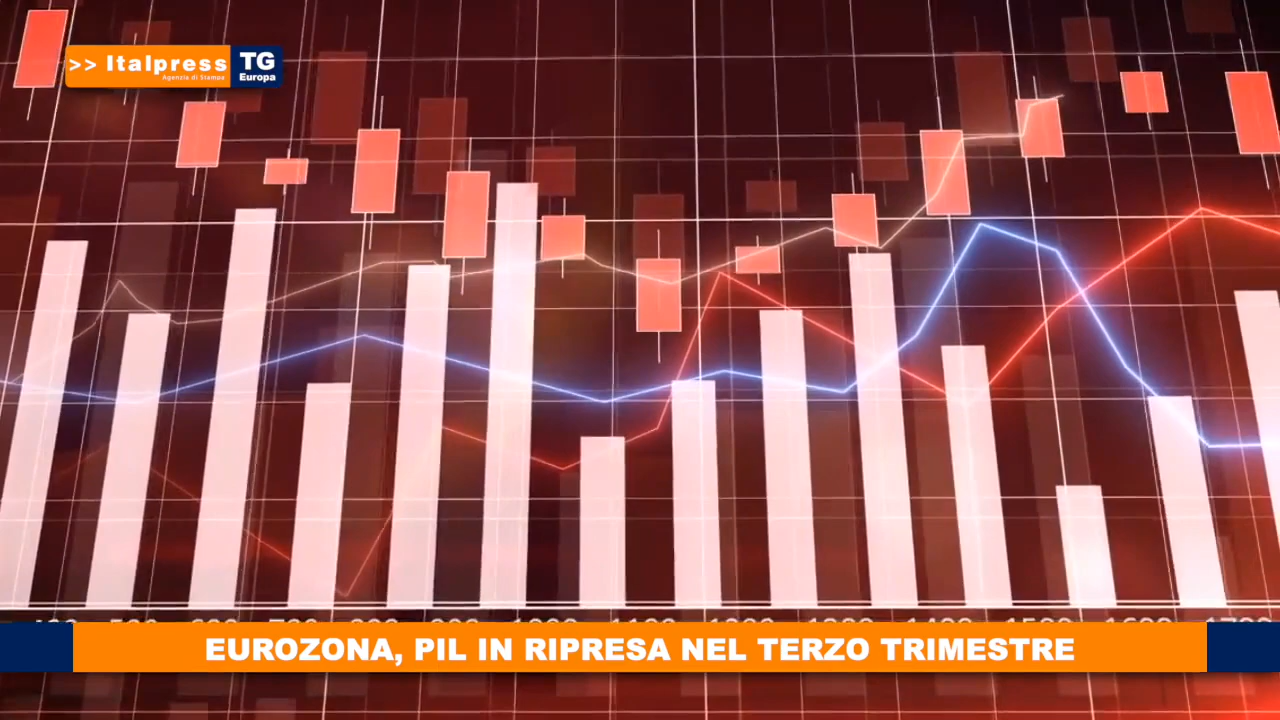 >> Italpress
Agenzia di Stampa
TG
Europa
EUROZONA, PIL IN RIPRESA NEL TERZO TRIMESTRE